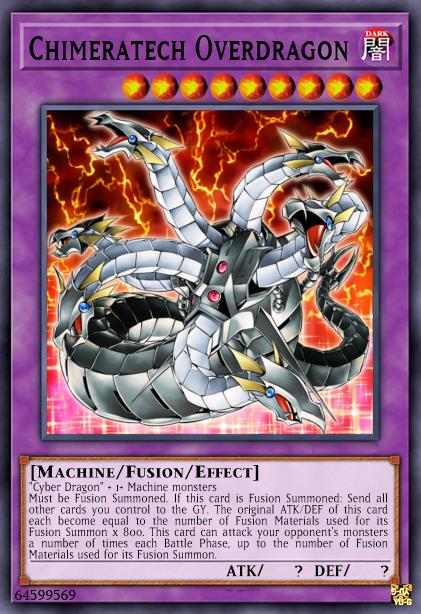 CHIMERATECH OVERDRAGON
DARK
闇
[MACHINE/FUSION/EFFECT]
"Cyber Dragon" + 1+ Machine monsters
Must be Fusion Summoned. If this card is Fusion Summoned: Send all
other cards you control to the GY. The original ATK/DEF of this card
each become equal to the number of Fusion Materials used for its
Fusion Summon x 800. This card can attack your opponent's monsters
a number of times each Battle Phase, up to the number of Fusion
Materials used for its Fusion Summon.
ATK/ ? DEF/ ?
64599569